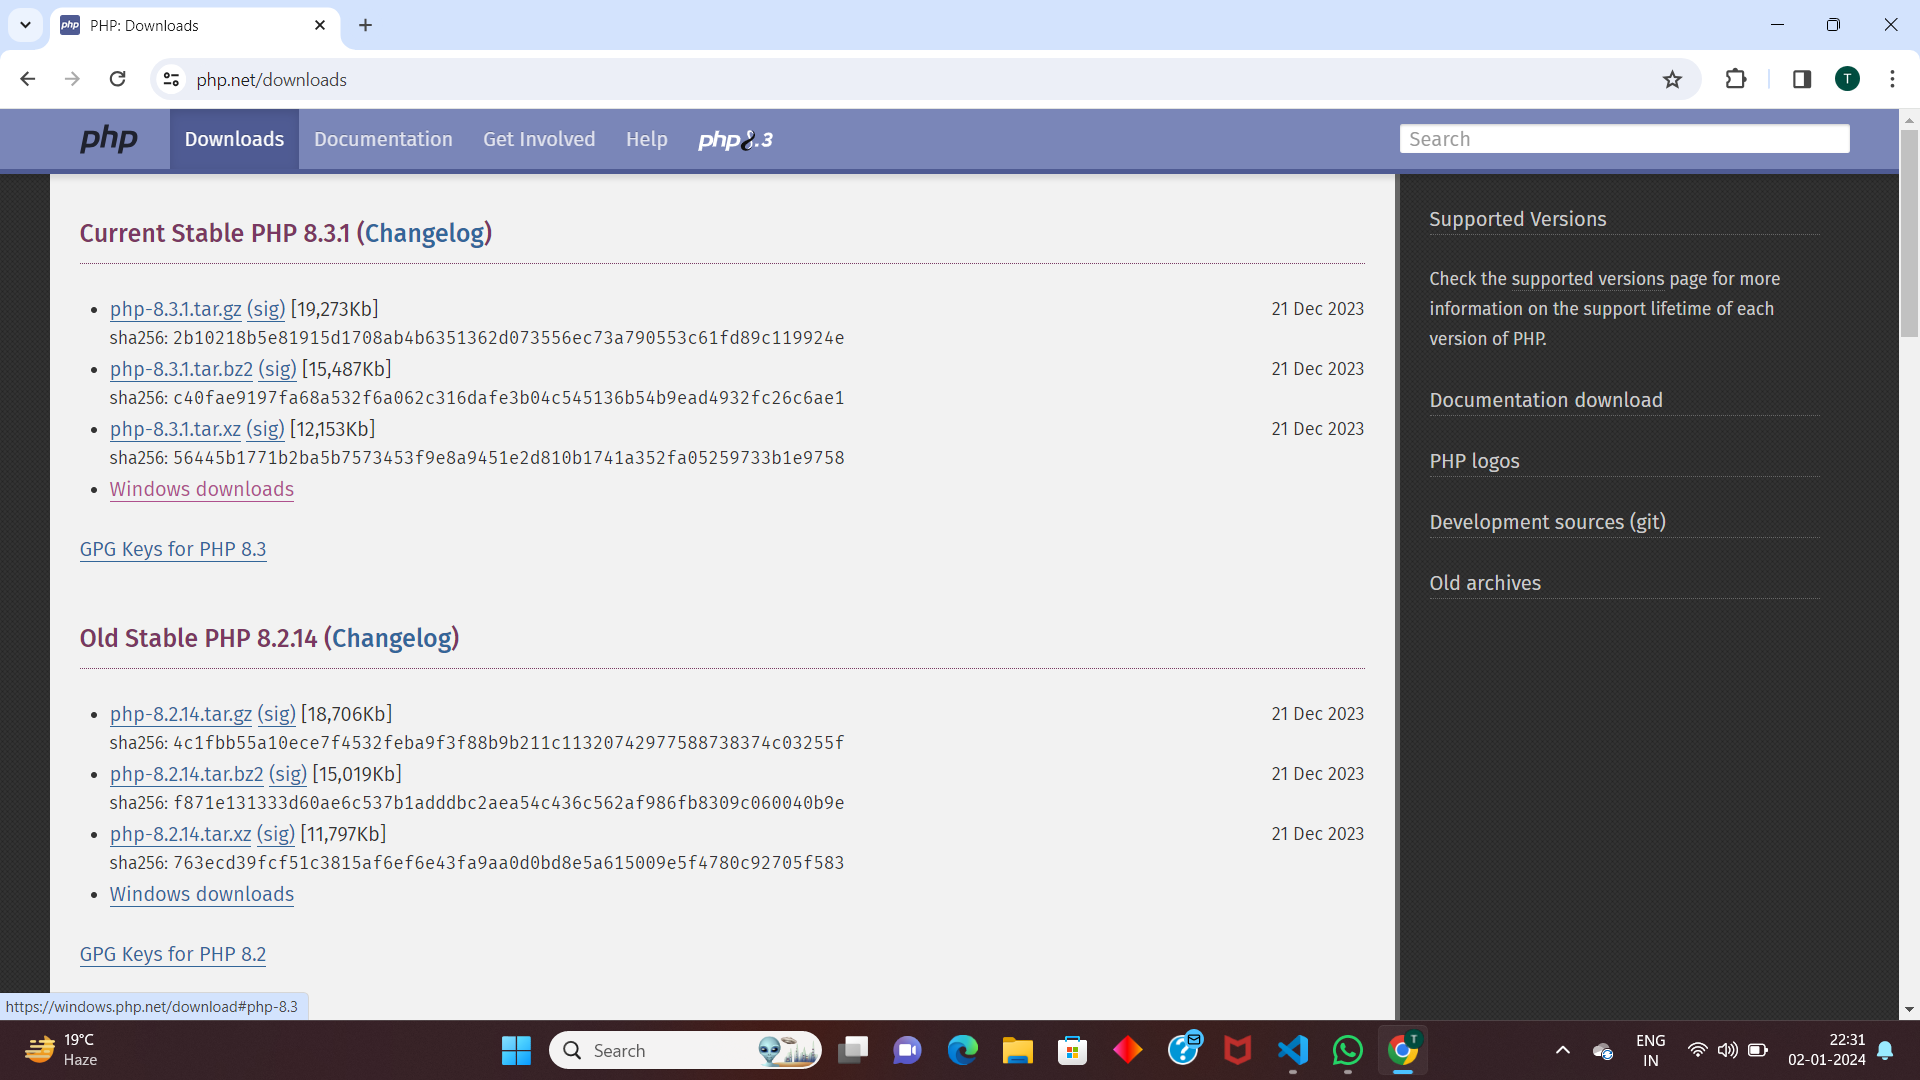 php PHP: Downloads
php.net/downloads
T
php Downloads Documentation Get Involved Help php8.3 Search
Current Stable PHP 8.3.1 (Changelog)
php-8.3.1.tar.gz (sig) [19,273Kb] 21 Dec 2023
sha256: 2b10218b5e81915d1708ab4b6351362d073556ec73a790553c61fd89c119924e
php-8.3.1.tar.bz2 (sig) [15,487Kb] 21 Dec 2023
sha256: c40fae9197fa68a532f6a062c316dafe3b04c545136b54b9ead4932fc26c6ae1
php-8.3.1.tar.xz (sig) [12,153Kb] 21 Dec 2023
sha256: 56445b1771b2ba5b7573453f9e8a9451e2d810b1741a352fa05259733b1e9758
Windows downloads
GPG Keys for PHP 8.3
Old Stable PHP 8.2.14 (Changelog)
php-8.2.14.tar.gz (sig) [18,706Kb] 21 Dec 2023
sha256: 4c1fbb55a10ece7f4532feba9f3f88b9b211c11320742977588738374c03255f
php-8.2.14.tar.bz2 (sig) [15,019Kb] 21 Dec 2023
sha256: f871e131333d60ae6c537b1adddbc2aea54c436c562af986fb8309c060040b9e
php-8.2.14.tar.xz (sig) [11,797Kb] 21 Dec 2023
sha256: 763ecd39fcf51c3815af6ef6e43fa9aa0d0bd8e5a615009e5f4780c92705f583
Windows downloads
GPG Keys for PHP 8.2
Supported Versions
Check the supported versions page for more
information on the support lifetime of each
version of PHP.
Documentation download
PHP logos
Development sources (git)
Old archives
https://windows.php.net/download#php-8.3
19°C
Haze
Search
T
ENG
IN
22:31
02-01-2024